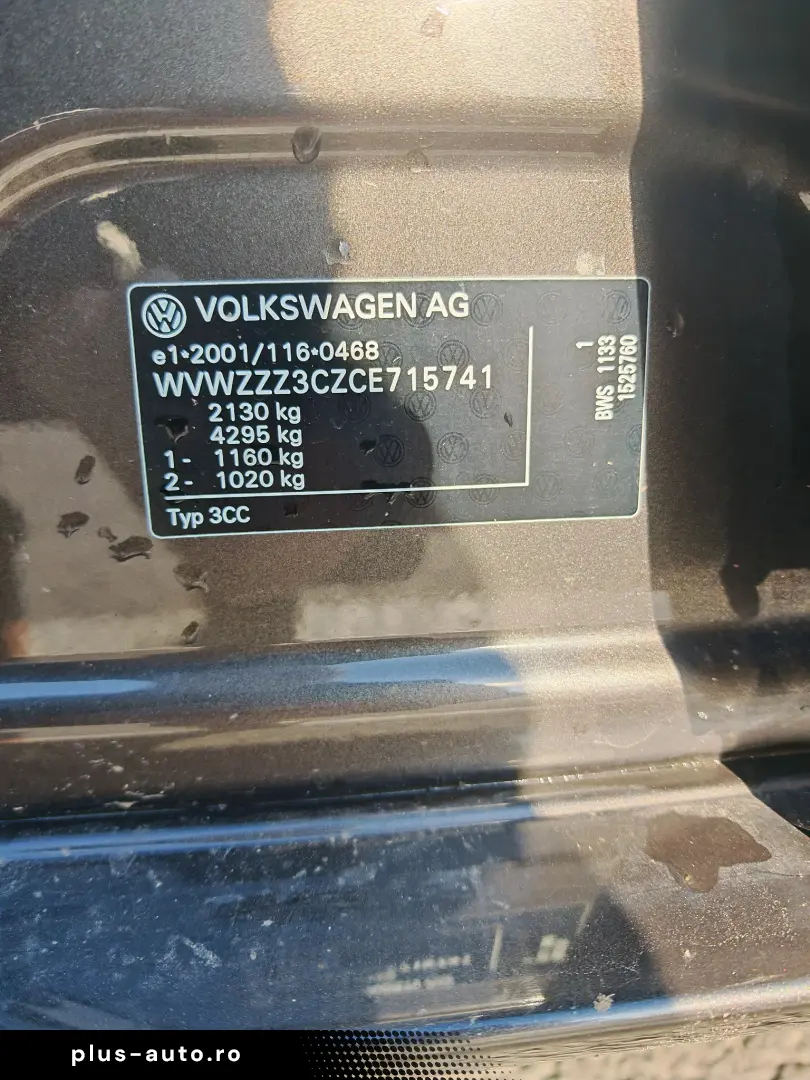 VOLKSWAGEN AG
e1*2001/116*0468
WVWZZZ3CZCE715741
2130 kg
4295 kg
1- 1160 kg
2- 1020 kg
Typ 3CC
1
BWS 1133
1525760
plus-auto.ro